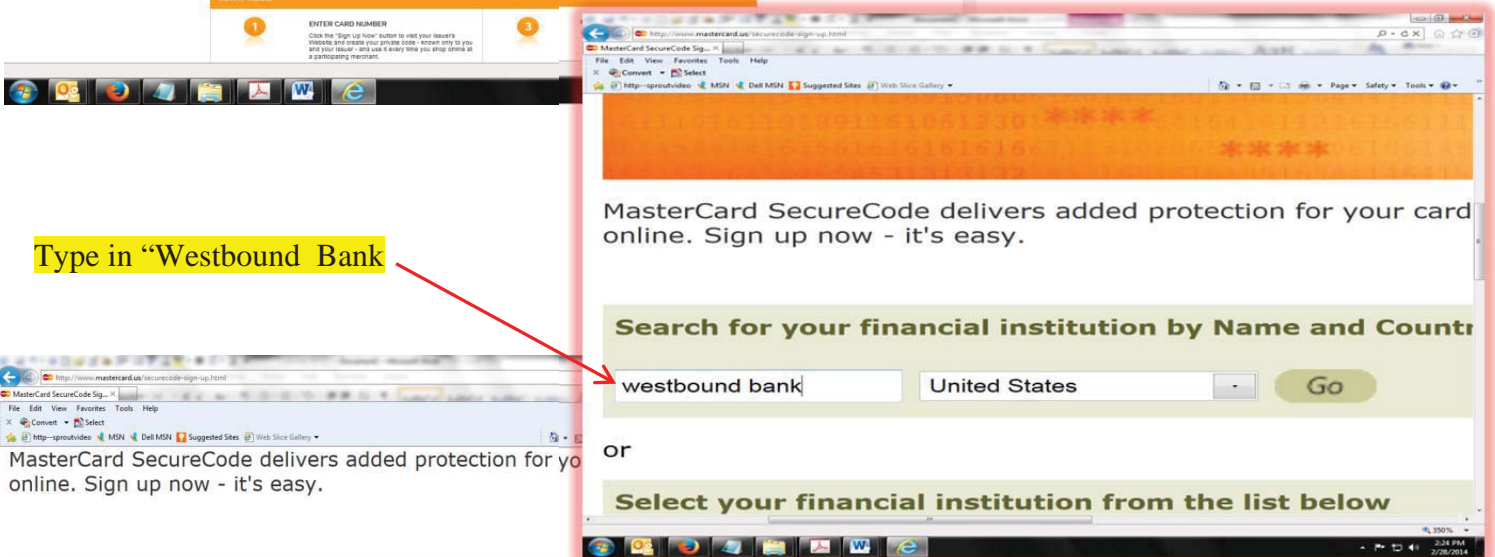 1
ENTER CARD NUMBER
Click the "Sign Up Now" button to visit your issuer's
Website and create your private code - known only to you
and your issuer - and use it every time you shop online at
a participating merchant.
3
Type in “Westbound Bank
http://www.mastercard.us/securecode-sign-up.html
MasterCard SecureCode Sig...
File Edit View Favorites Tools Help
Convert Select
http--sproutvideo MSN Dell MSN Suggested Sites Web Slice Gallery
MasterCard SecureCode delivers added protection for yo
online. Sign up now - it's easy.
http://www.mastercard.us/securecode-sign-up.html
MasterCard SecureCode Sig...
File Edit View Favorites Tools Help
Convert Select
http--sproutvideo MSN Dell MSN Suggested Sites Web Slice Gallery Page Safety Tools
****
****
MasterCard SecureCode delivers added protection for your card
online. Sign up now - it's easy.
Search for your financial institution by Name and Countr
westbound bank United States Go
or
Select your financial institution from the list below
350%
2:24 PM
2/28/2014